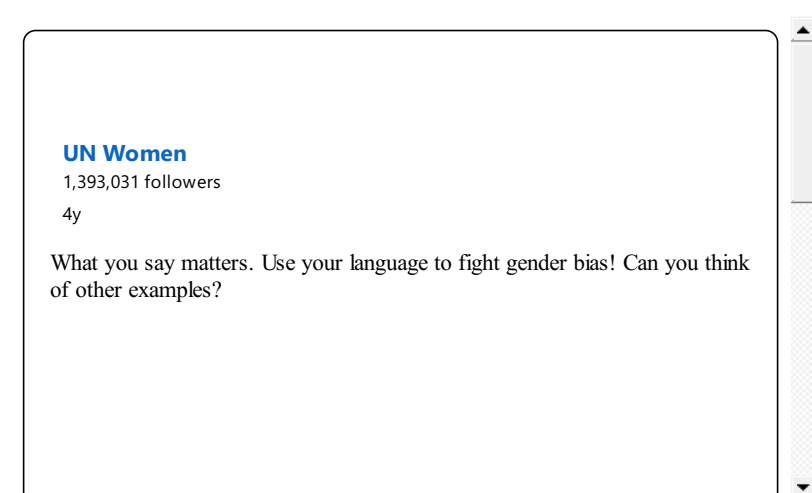 UN Women
1,393,031 followers
4y
What you say matters. Use your language to fight gender bias! Can you think
of other examples?